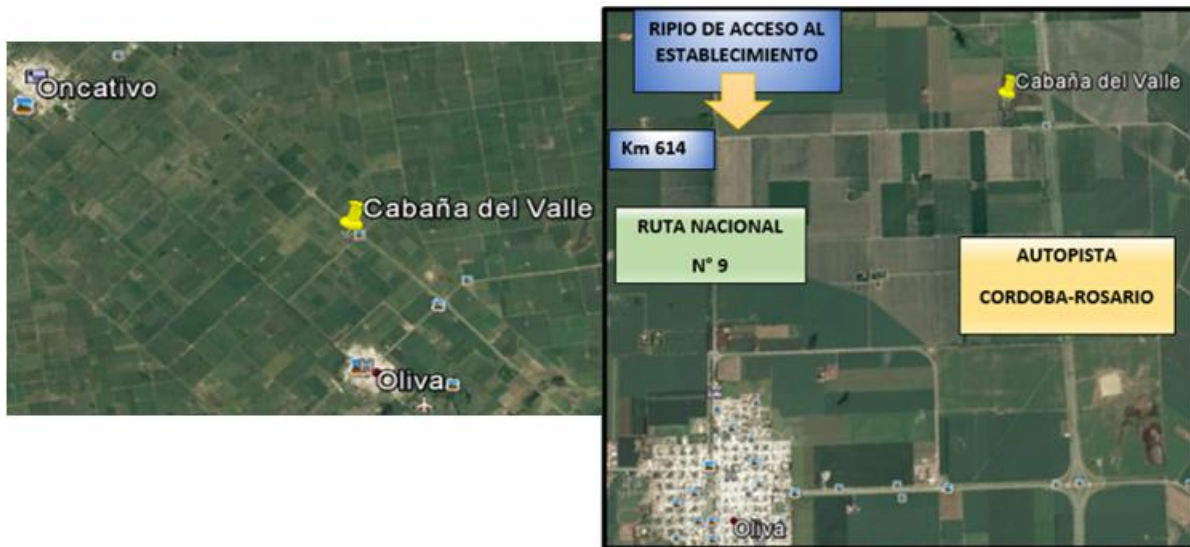 Oncativo
Cabaña del Valle
Oliva
RIPIO DE ACCESO AL
ESTABLECIMIENTO
Cabaña del Valle
Km 614
RUTA NACIONAL
N° 9
AUTOPISTA
CORDOBA-ROSARIO
Oliva